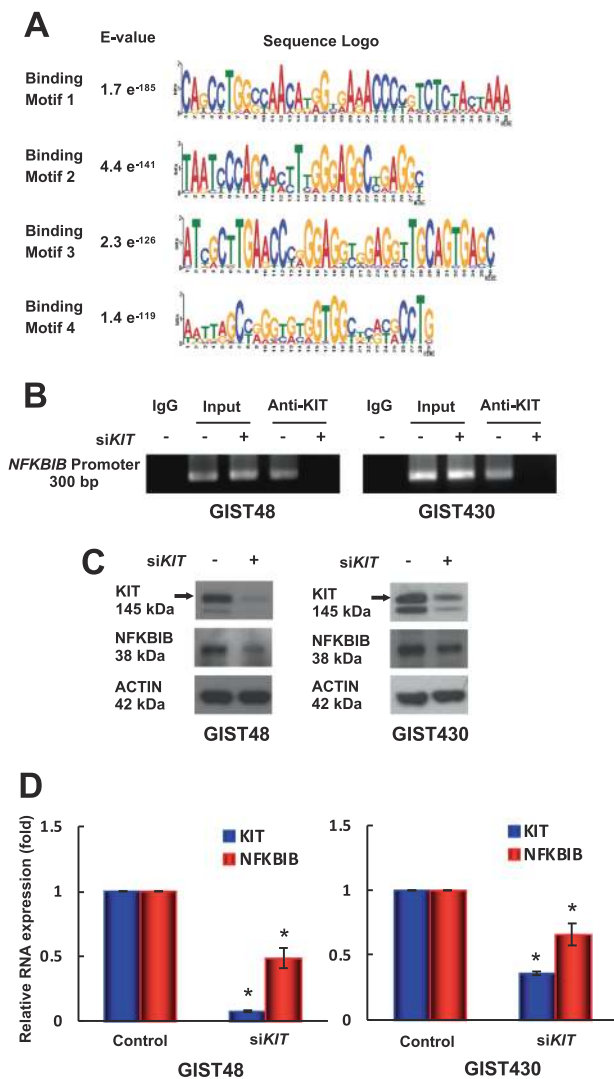 A
E-value
Sequence Logo
Binding Motif 1
1.7 e-185
Binding Motif 2
4.4 e-141
Binding Motif 3
2.3 e-126
Binding Motif 4
1.4 e-119
B
IgG Input Anti-KIT IgG Input Anti-KIT
siKIT - - + - + - - + - +
NFKBIB Promoter
300 bp
GIST48 GIST430
C
siKIT - + siKIT - +
KIT
145 kDa
KIT
145 kDa
NFKBIB
38 kDa
NFKBIB
38 kDa
ACTIN
42 kDa
ACTIN
42 kDa
GIST48 GIST430
D
Relative RNA expression (fold)
1.5
1
0.5
0
KIT
NFKBIB
*
*
Control siKIT
GIST48
1.5
1
0.5
0
KIT
NFKBIB
*
*
Control siKIT
GIST430